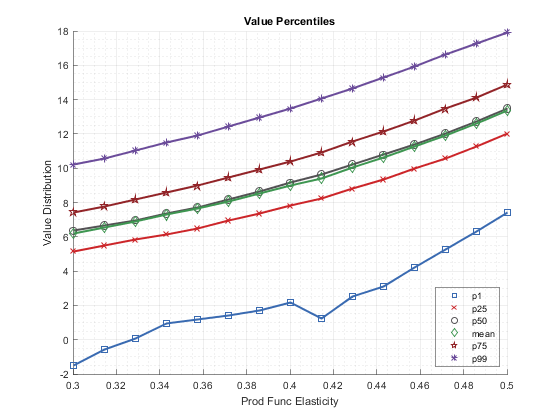 Value Percentiles
18
16
14
12
10
8
6
4
2
0
-2
Value Distribution
0.3
0.32
0.34
0.36
0.38
0.4
0.42
0.44
0.46
0.48
0.5
Prod Func Elasticity
p1
p25
p50
mean
p75
p99